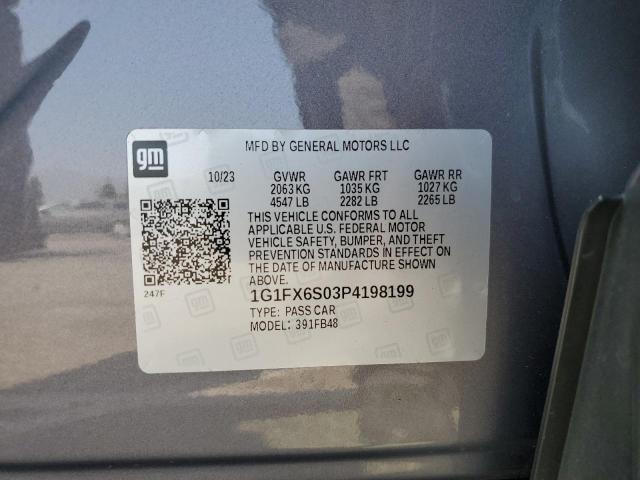 gm
MFD BY GENERAL MOTORS LLC
10/23 GVWR GAWR FRT GAWR RR
2063 KG 1035 KG 1027 KG
4547 LB 2282 LB 2265 LB
THIS VEHICLE CONFORMS TO ALL
APPLICABLE U.S. FEDERAL MOTOR
VEHICLE SAFETY, BUMPER, AND THEFT
PREVENTION STANDARDS IN EFFECT ON
THE DATE OF MANUFACTURE SHOWN
ABOVE.
247F
1G1FX6S03P4198199
TYPE: PASS CAR
MODEL: 391FB48